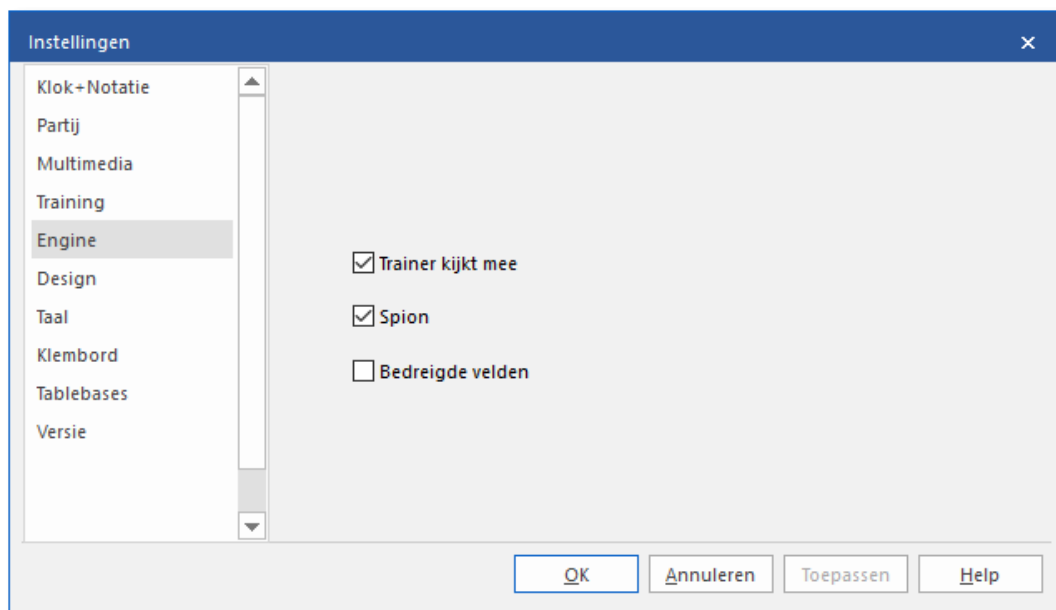 Instellingen
Klok+Notatie
Partij
Multimedia
Training
Engine
Design
Taal
Klembord
Tablebases
Versie
Trainer kijkt mee
Spion
Bedreigde velden
OK
Annuleren
Toepassen
Help